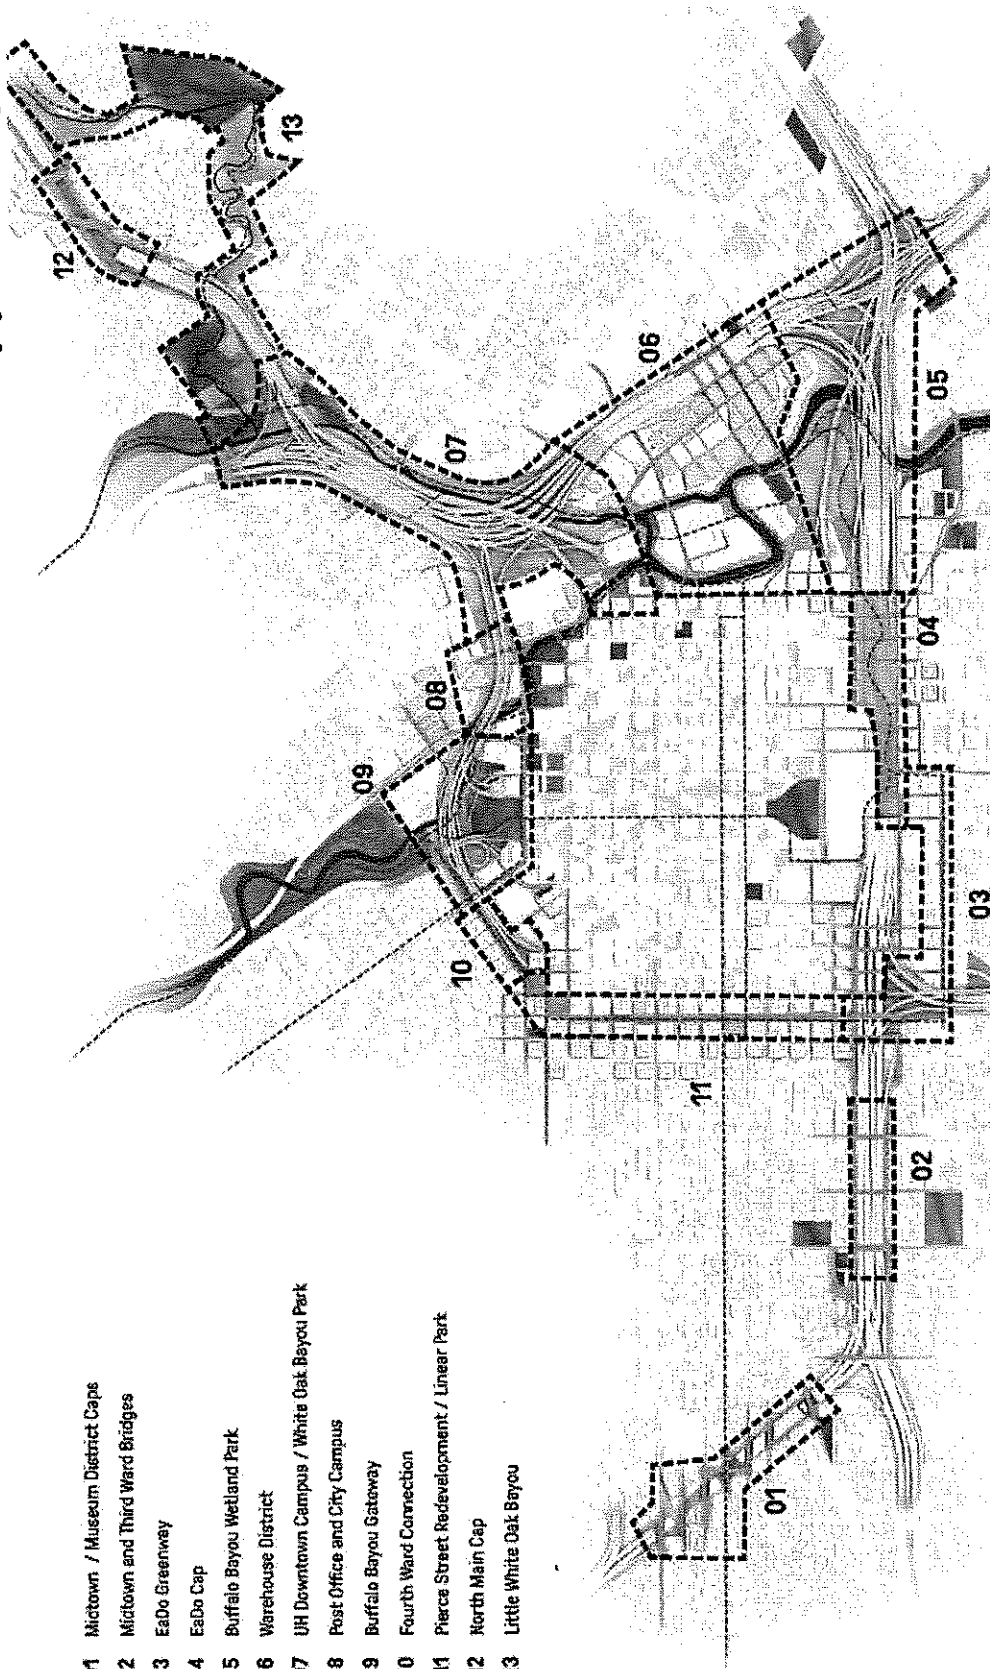 1 Midtown / Museum District Caps
2 Midtown and Third Ward Bridges
3 EaDo Greenway
4 EaDo Cap
5 Buffalo Bayou Wetland Park
6 Warehouse District
7 UH Downtown Campus / White Oak Bayou Park
8 Post Office and City Campus
9 Buffalo Bayou Gateway
0 Fourth Ward Connection
1 Pierce Street Redevelopment / Linear Park
2 North Main Cap
3 Little White Oak Bayou
12
13
07
06
08
09
05
10
04
03
11
02
01